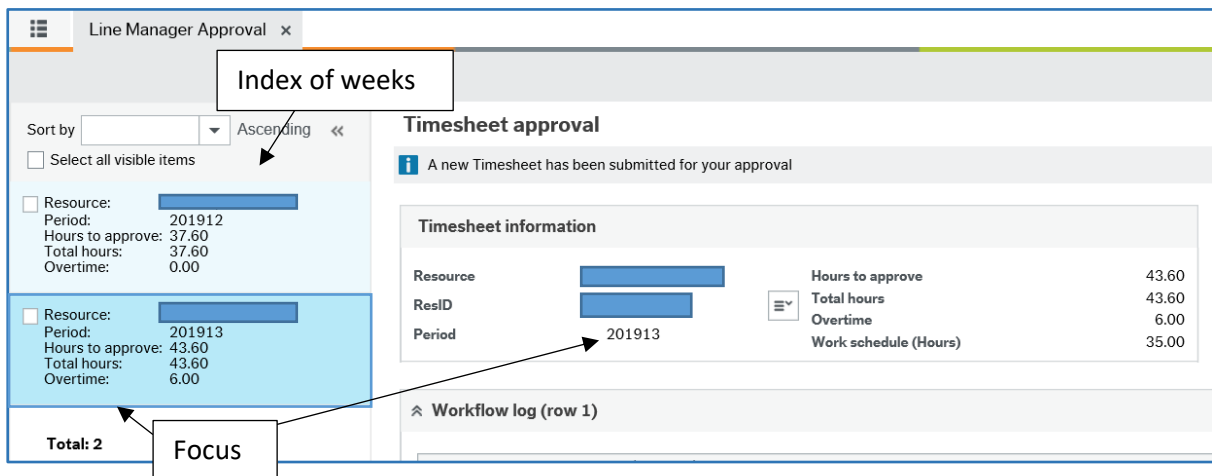 Line Manager Approval ×
Index of weeks
Sort by Ascending «
Select all visible items
Resource:
Period: 201912
Hours to approve: 37.60
Total hours: 37.60
Overtime: 0.00
Resource:
Period: 201913
Hours to approve: 43.60
Total hours: 43.60
Overtime: 6.00
Total: 2
Focus
Timesheet approval
i A new Timesheet has been submitted for your approval
Timesheet information
Resource
ResID
Period 201913
Hours to approve 43.60
Total hours 43.60
Overtime 6.00
Work schedule (Hours) 35.00
Workflow log (row 1)